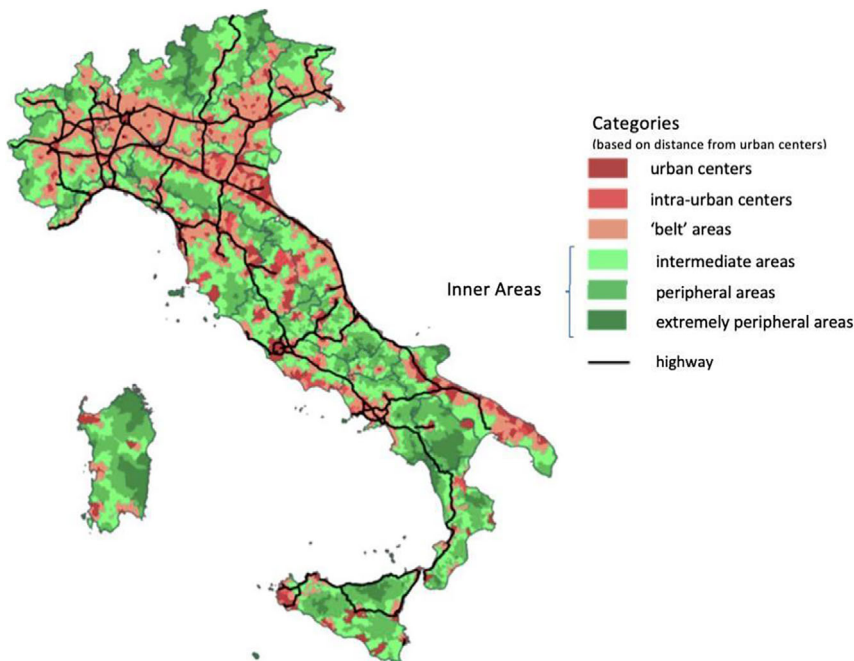 Categories
(based on distance from urban centers)
urban centers
intra-urban centers
‘belt’ areas
intermediate areas
Inner Areas
peripheral areas
extremely peripheral areas
highway